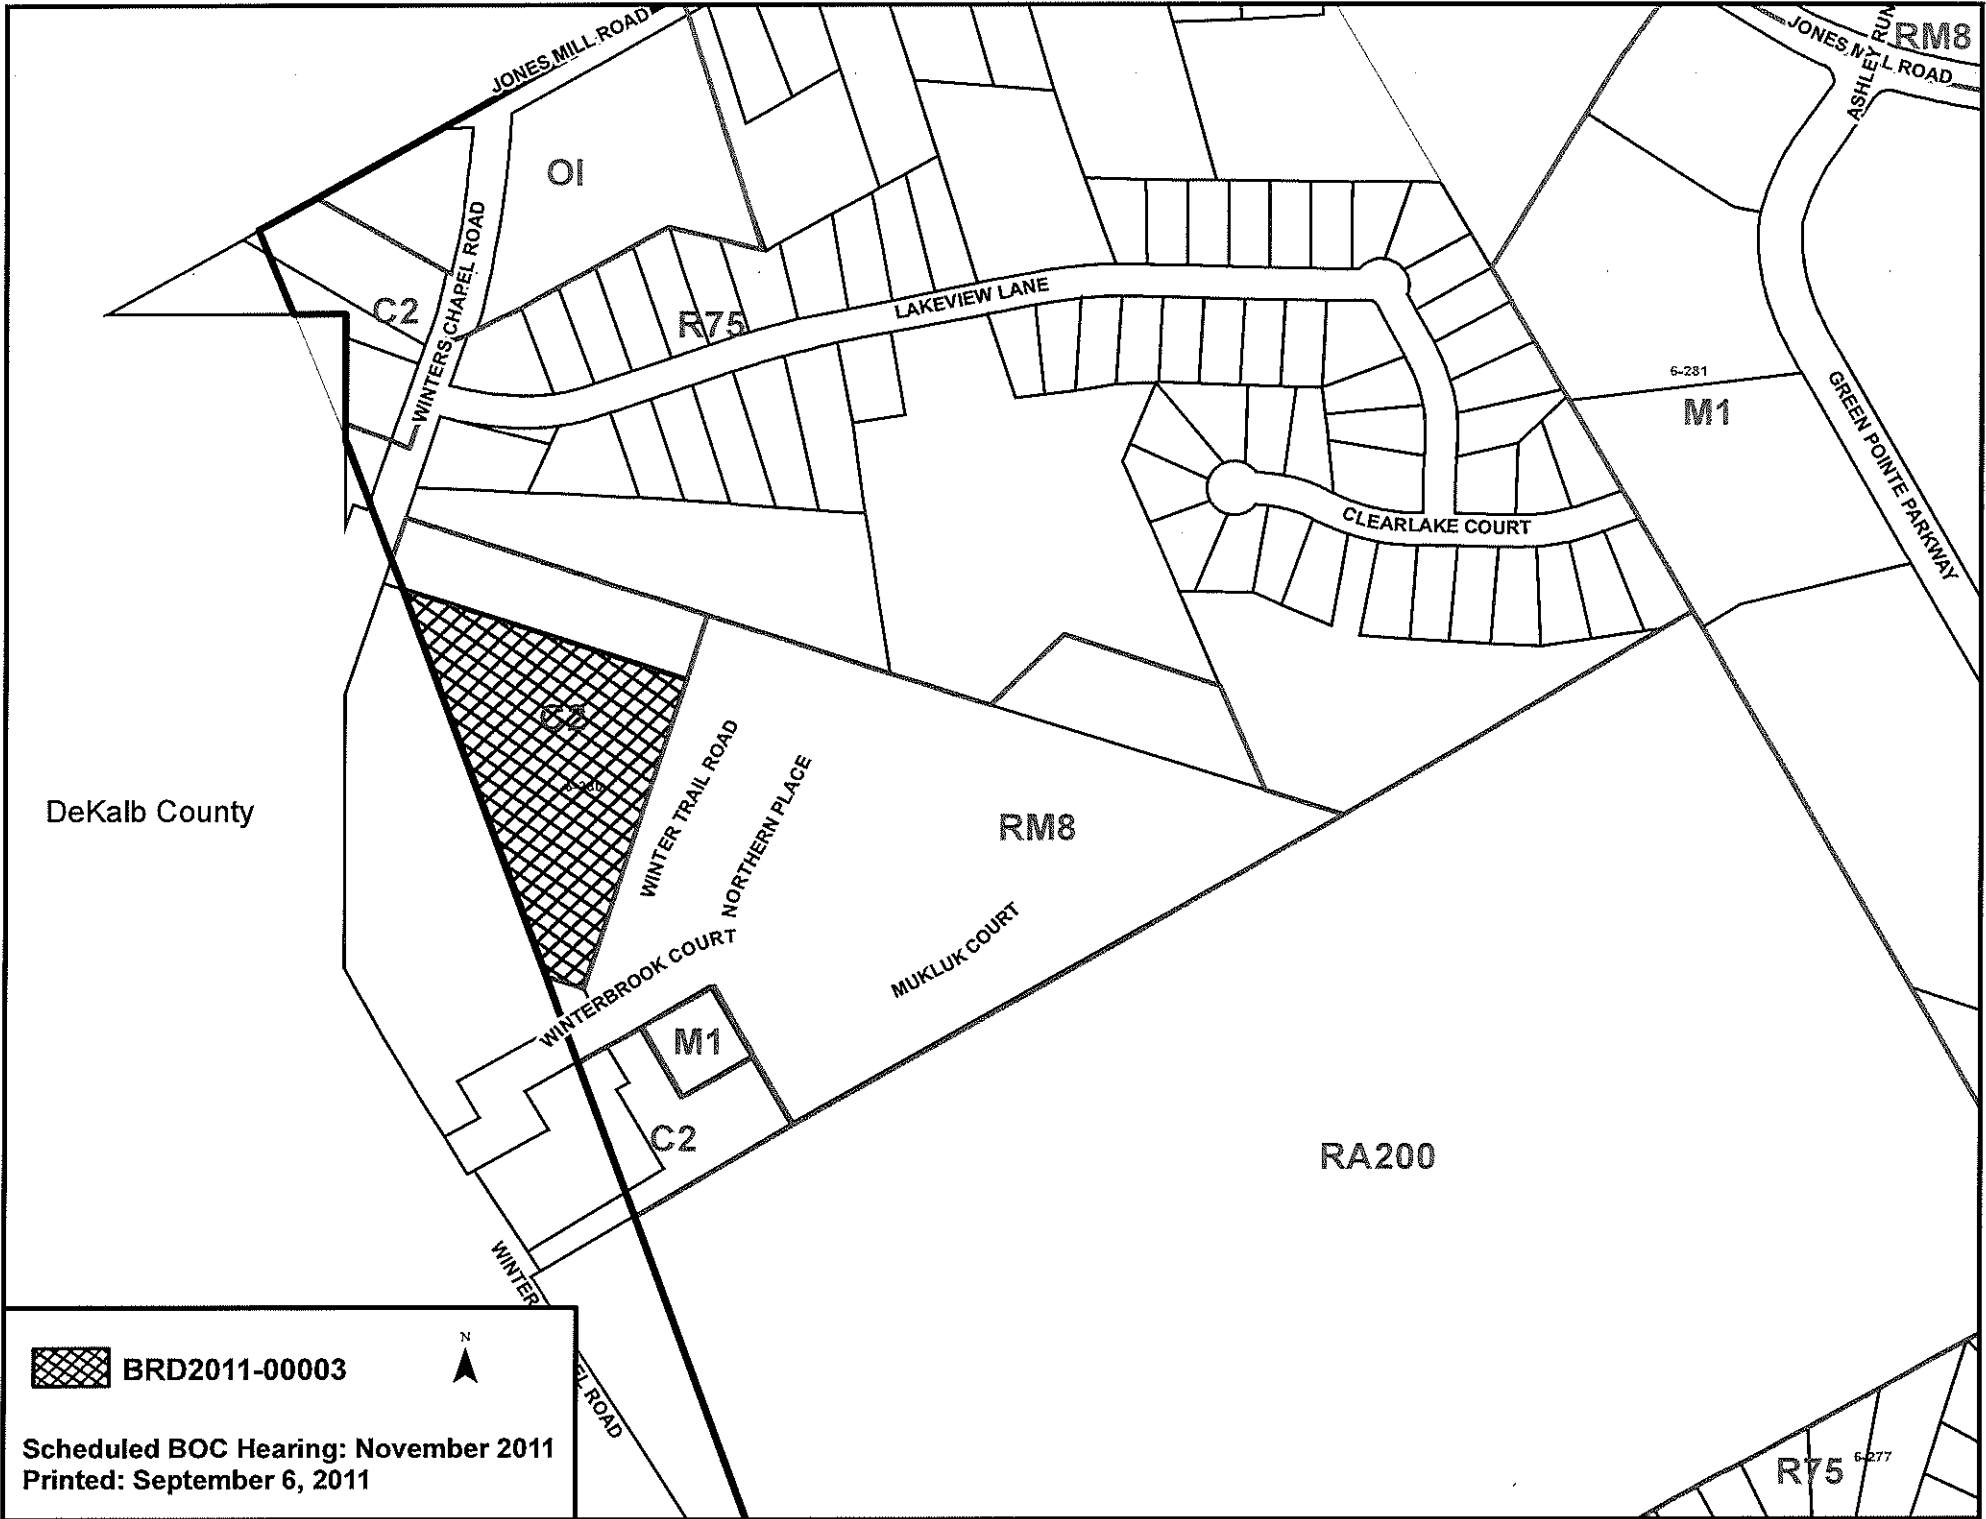 JONES MILL ROAD
JONES M L ROAD
ASHLEY RUN
RM8
OI
WINTERS CHAPEL ROAD
C2
R75
LAKEVIEW LANE
6-281
M1
GREEN POINTE PARKWAY
CLEARLAKE COURT
WINTER TRAIL ROAD
NORTHERN PLACE
DeKalb County
RM8
WINTERBROOK COURT
MUKLUK COURT
M1
C2
RA200
WINTER
EL ROAD
N
BRD2011-00003
Scheduled BOC Hearing: November 2011
Printed: September 6, 2011
R75
6-277